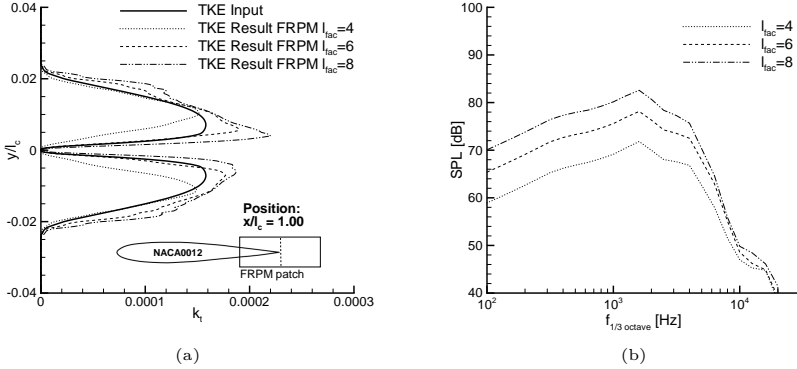 TKE Input
TKE Result FRPM l_fac=4
TKE Result FRPM l_fac=6
TKE Result FRPM l_fac=8
0.04
0.02
0
-0.02
-0.04
y/l_c
0
0.0001
0.0002
0.0003
k_t
Position:
x/l_c = 1.00
NACA0012
FRPM patch
(a)
l_fac=4
l_fac=6
l_fac=8
100
90
80
70
60
50
40
SPL [dB]
10^2
10^3
10^4
f_1/3 octave [Hz]
(b)